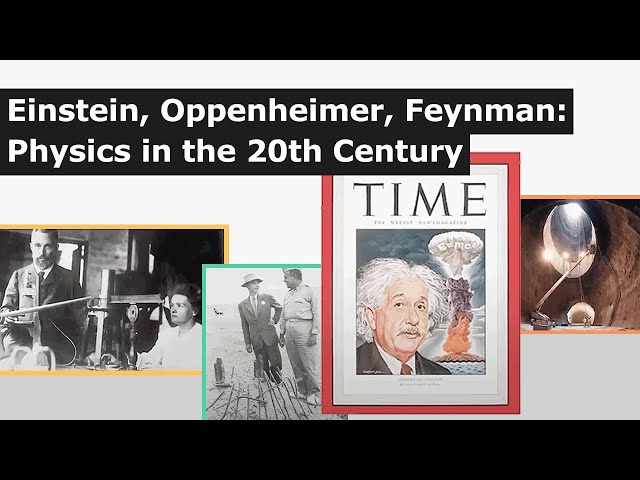 Einstein, Oppenheimer, Feynman:
Physics in the 20th Century
TIME
THE WEEKLY NEWSMAGAZINE
E=mc²